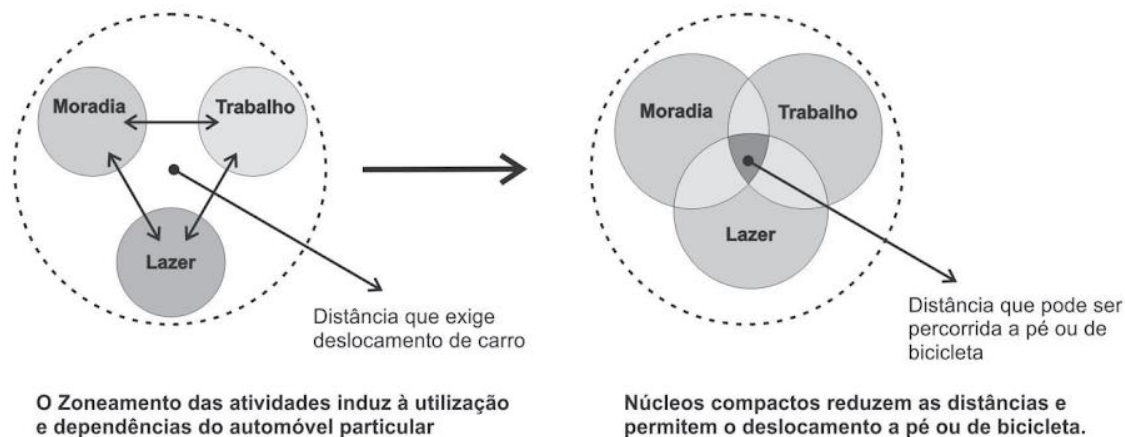 Moradia
Trabalho
Lazer
Distância que exige
deslocamento de carro
O Zoneamento das atividades induz à utilização
e dependências do automóvel particular
Moradia
Trabalho
Lazer
Distância que pode ser
percorrida a pé ou de
bicicleta
Núcleos compactos reduzem as distâncias e
permitem o deslocamento a pé ou de bicicleta.